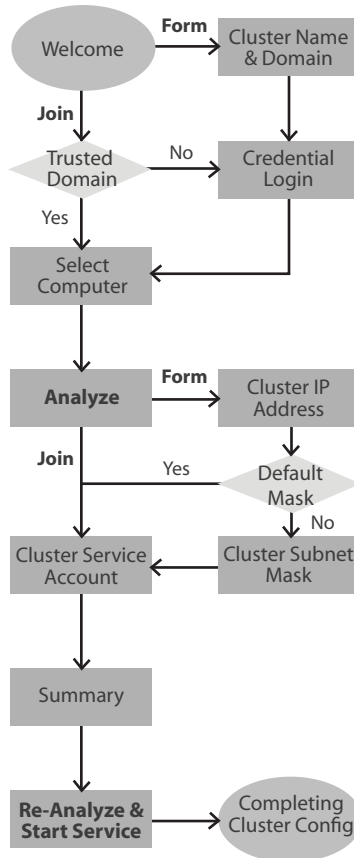 Welcome
Form
Cluster Name
& Domain
Join
Trusted
Domain
No
Credential
Login
Yes
Select
Computer
Analyze
Form
Cluster IP
Address
Join
Yes
Default
Mask
No
Cluster Service
Account
Cluster Subnet
Mask
Summary
Re-Analyze &
Start Service
Completing
Cluster Config